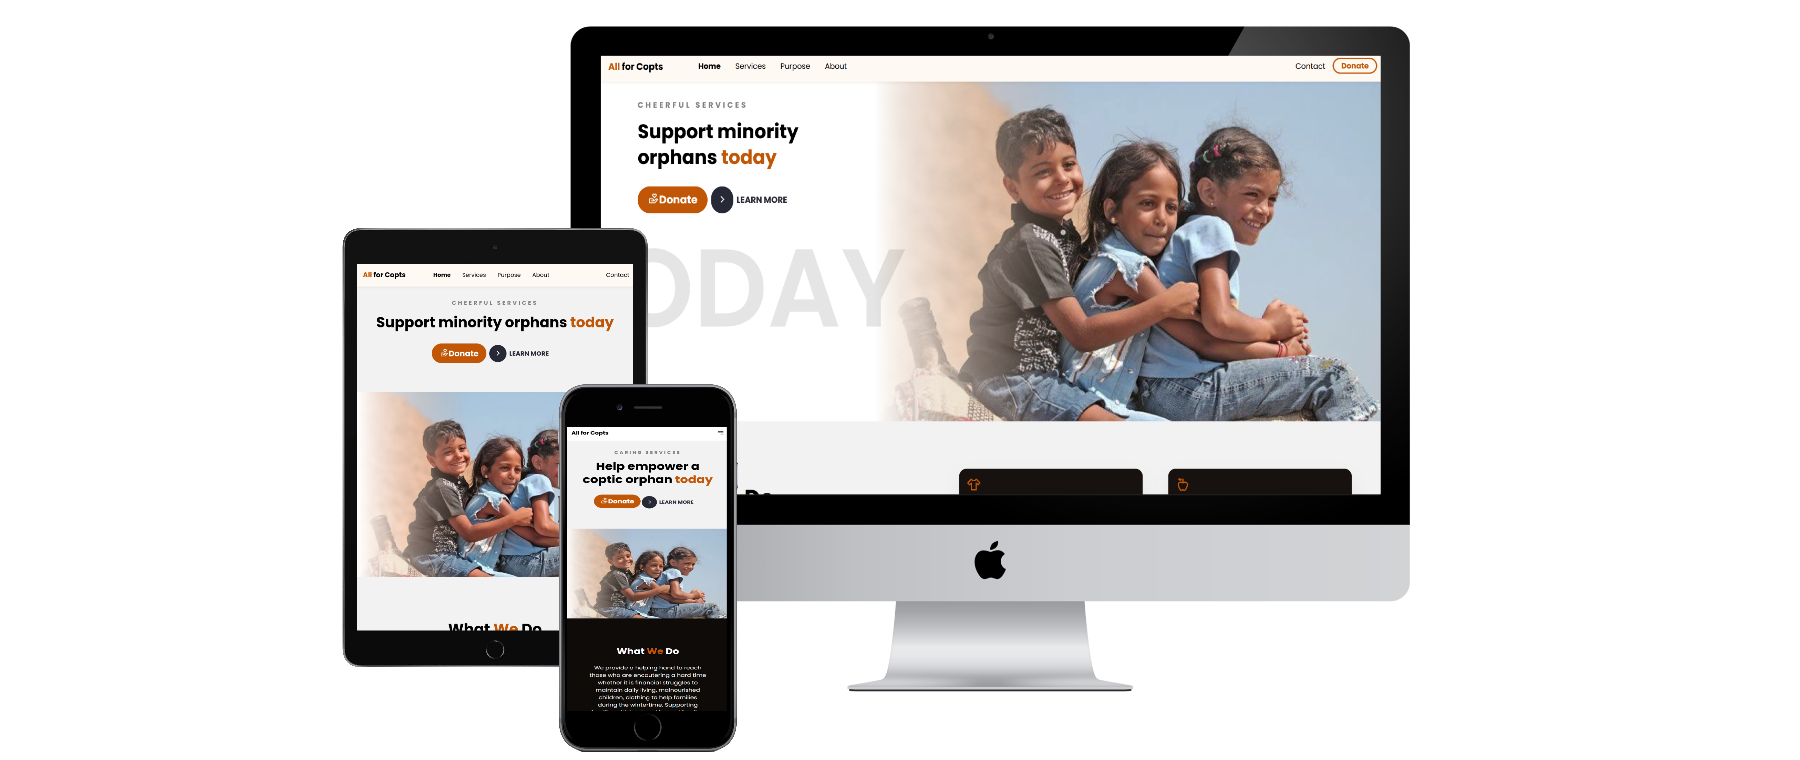 All for Copts
Home Services Purpose About
Contact Donate
CHEERFUL SERVICES
Support minority
orphans today
Donate LEARN MORE
ODAY
All for Copts
Home Services Purpose About Contact
CHEERFUL SERVICES
Support minority orphans today
Donate LEARN MORE
What We Do
All for Copts
CARING SERVICES
Help empower a
coptic orphan today
Donate LEARN MORE
What We Do
We provide a helping hand to reach
those who are encoutering a hard time
whether it is financial struggles to
maintain daily living, malnourished
children, clothing to help families
during the wintertime. Supporting